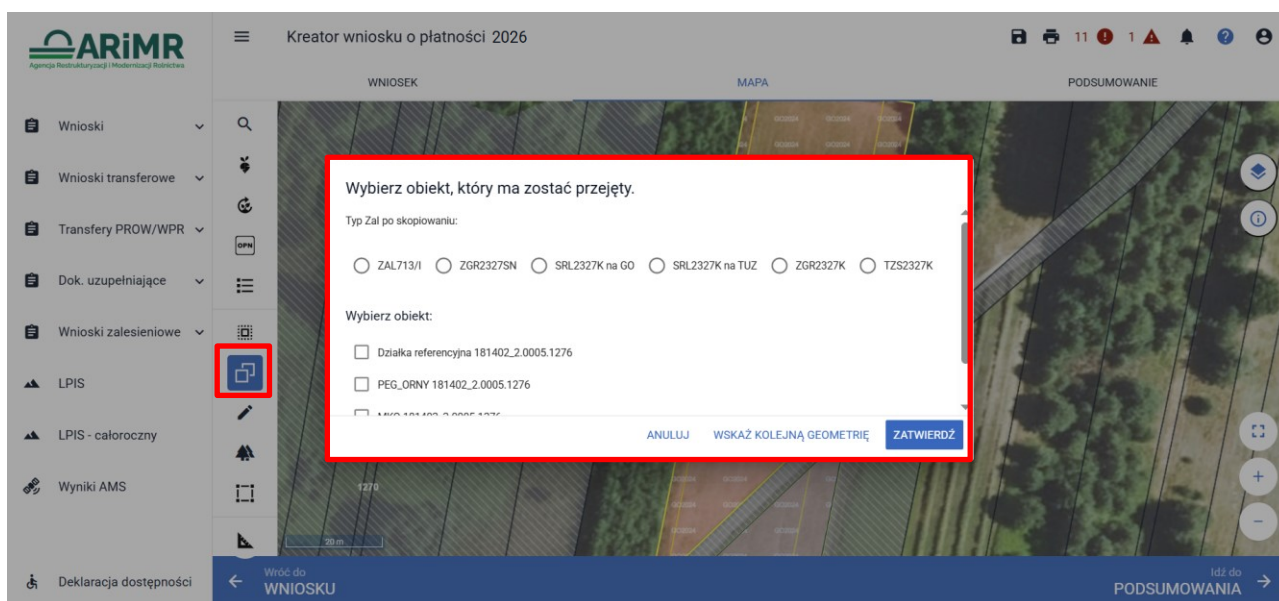 ARiMR
Agencja Restrukturyzacji i Modernizacji Rolnictwa
Kreator wniosku o płatności 2026
11
1
WNIOSEK
MAPA
PODSUMOWANIE
Wnioski
Wnioski transferowe
Transfery PROW/WPR
Dok. uzupełniające
Wnioski zalesieniowe
LPIS
LPIS - całoroczny
Wyniki AMS
Deklaracja dostępności
OPN
Wybierz obiekt, który ma zostać przejęty.
Typ Zal po skopiowaniu:
ZAL713/I ZGR2327SN SRL2327K na GO SRL2327K na TUZ ZGR2327K TZS2327K
Wybierz obiekt:
Działka referencyjna 181402_2.0005.1276
PEG_ORNY 181402_2.0005.1276
MKO 181402_2.0005.1276
ANULUJ WSKAŻ KOLEJNĄ GEOMETRIĘ ZATWIERDŹ
1270
20 m
Wróć do
WNIOSKU
Idź do
PODSUMOWANIA